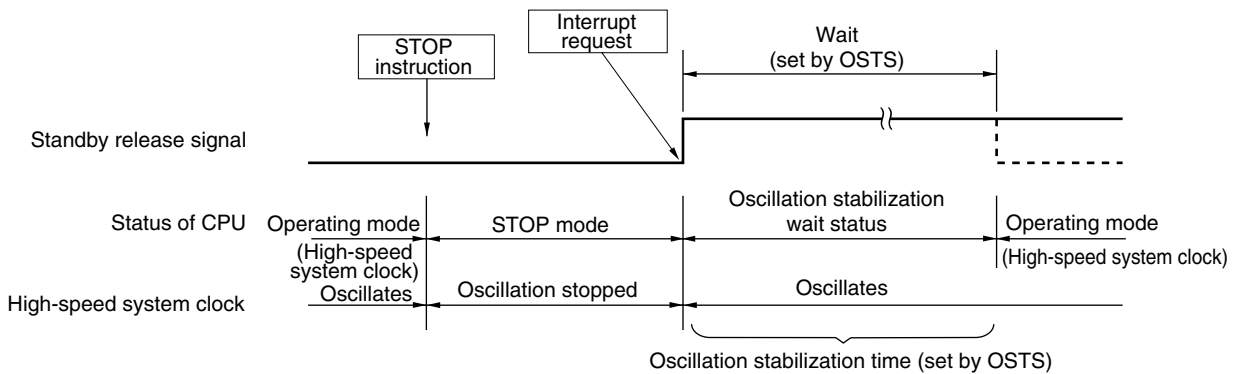 STOP
instruction
Interrupt
request
Wait
(set by OSTS)
Standby release signal
Status of CPU
Operating mode
(High-speed
system clock)
STOP mode
Oscillation stabilization
wait status
Operating mode
(High-speed system clock)
High-speed system clock
Oscillates
Oscillation stopped
Oscillates
Oscillation stabilization time (set by OSTS)